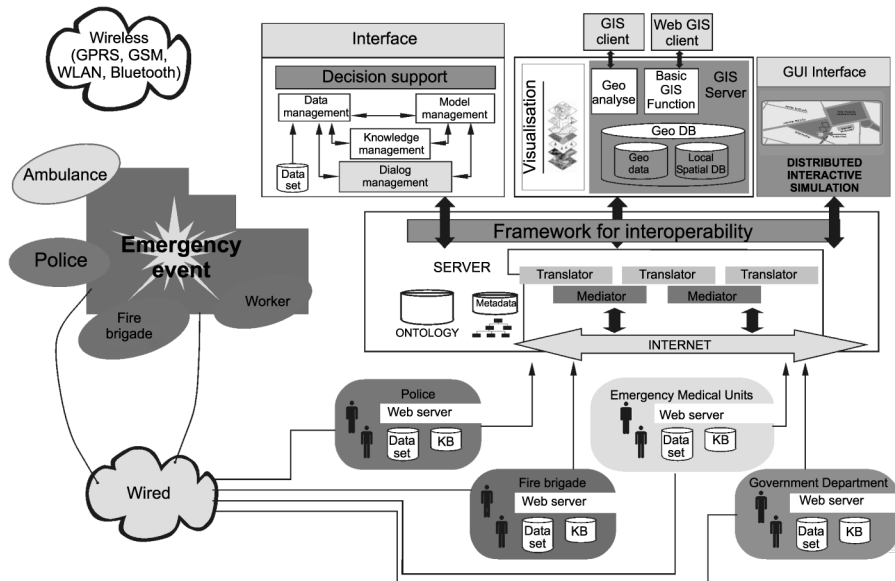 Wireless
(GPRS, GSM,
WLAN, Bluetooth)
Ambulance
Police
Emergency
event
Fire
brigade
Worker
Wired
Interface
Decision support
Data
management
Model
management
Knowledge
management
Dialog
management
Data
set
GIS
client
Web GIS
client
Visualisation
Geo
analyse
Basic
GIS
Function
GIS
Server
Geo DB
Geo
data
Local
Spatial DB
GUI Interface
DISTRIBUTED
INTERACTIVE
SIMULATION
Framework for interoperability
SERVER
Translator
Translator
Translator
Mediator
Mediator
ONTOLOGY
Metadata
INTERNET
Police
Web server
Data
set
KB
Emergency Medical Units
Web server
Data
set
KB
Fire brigade
Web server
Data
set
KB
Government Department
Web server
Data
set
KB